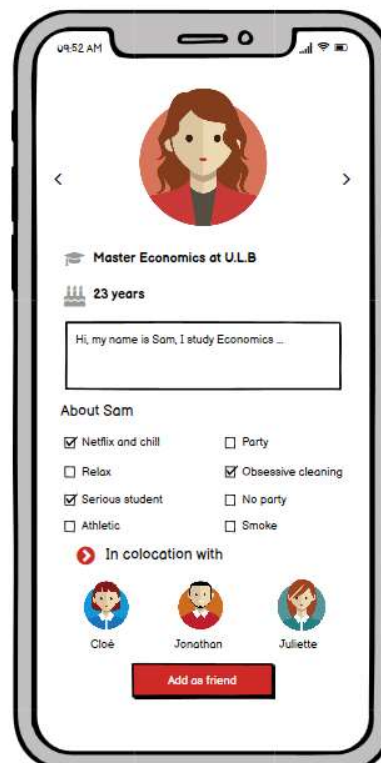 09:52 AM
Master Economics at U.L.B
23 years
Hi, my name is Sam, I study Economics ...
About Sam
Netflix and chill
Party
Relax
Obsessive cleaning
Serious student
No party
Athletic
Smoke
In colocation with
Cloé
Jonathan
Juliette
Add as friend